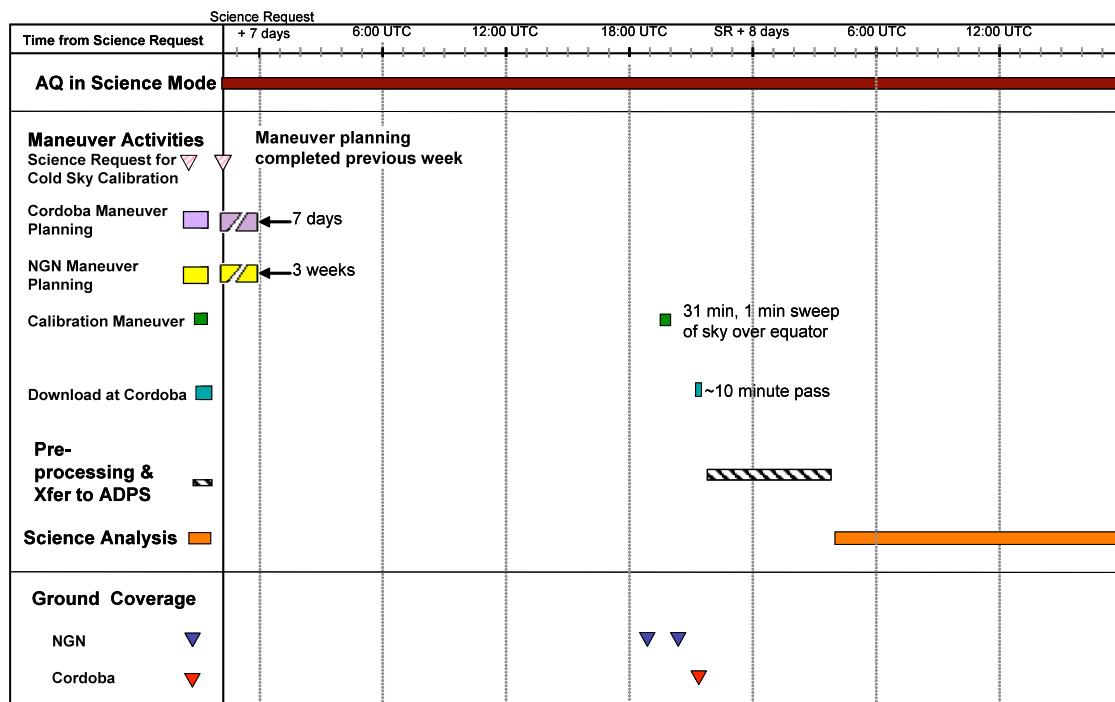 Science Request
Time from Science Request + 7 days 6:00 UTC 12:00 UTC 18:00 UTC SR + 8 days 6:00 UTC 12:00 UTC
AQ in Science Mode
Maneuver Activities
Science Request for
Cold Sky Calibration
Maneuver planning
completed previous week
Cordoba Maneuver
Planning
7 days
NGN Maneuver
Planning
3 weeks
Calibration Maneuver
31 min, 1 min sweep
of sky over equator
Download at Cordoba
~10 minute pass
Pre-
processing &
Xfer to ADPS
Science Analysis
Ground Coverage
NGN
Cordoba